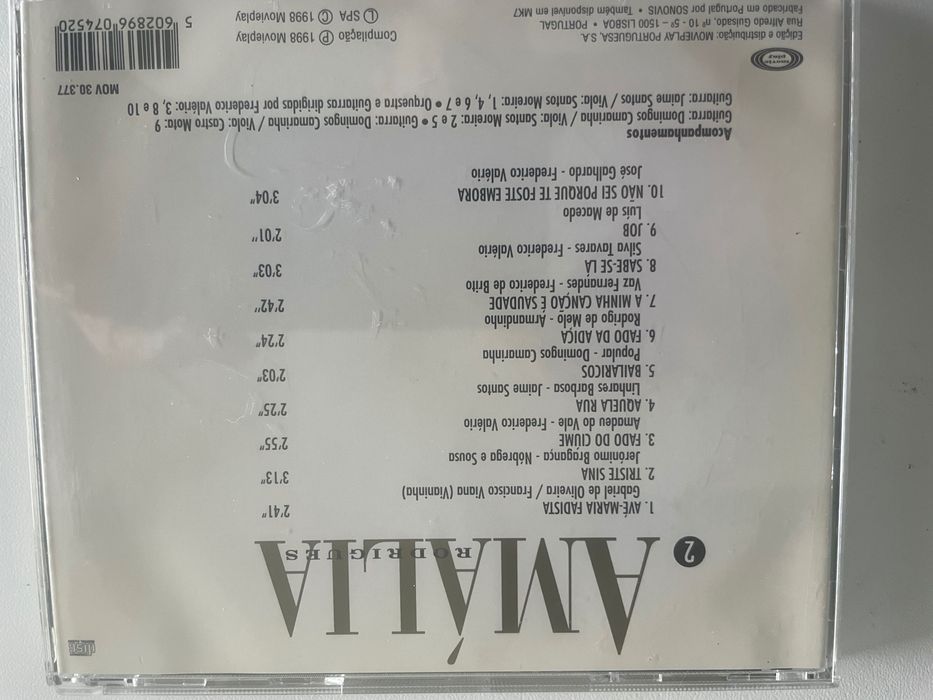 2
AMÁLIA
RODRIGUES
1. AVÉ-MARIA FADISTA 2'41"
Gabriel de Oliveira / Francisco Viana (Vianinha)
2. TRISTE SINA 3'13"
Jerónimo Bragança - Nóbrega e Sousa
3. FADO DO CIUME 2'55"
Amadeu do Vale - Frederico Valério
4. AQUELA RUA 2'25"
Linhares Barbosa - Jaime Santos
5. BAILARICOS 2'03"
Popular - Domingos Camarinha
6. FADO DA ADIÇA 2'24"
Rodrigo de Melo - Armandinho
7. A MINHA CANÇÃO É SAUDADE 2'42"
Vaz Fernandes - Frederico de Brito
8. SABE-SE LÁ 3'03"
Silva Tavares - Frederico Valério
9. JOB 2'01"
Luís de Macedo
10. NÃO SEI PORQUE TE FOSTE EMBORA 3'04"
José Galhardo - Frederico Valério
Acompanhamentos
Guitarra: Domingos Camarinha / Viola: Santos Moreira: 2 e 5 • Guitarra: Domingos Camarinha / Viola: Castro Mota: 9
Guitarra: Jaime Santos / Viola: Santos Moreira: 1, 4, 6 e 7 • Orquestra e Guitarras dirigidas por Frederico Valério: 3, 8 e 10
MOV 30.377
movie play
Edição e distribuição: MOVIEPLAY PORTUGUESA, S.A.
Rua Alfredo Guisado, nº 10 - 5º – 1500 LISBOA • PORTUGAL
Fabricado em Portugal por SONOVIS • Também disponível em MK7
Compilação Ⓟ 1998 Movieplay
Ⓛ SPA Ⓒ 1998 Movieplay
5 602896 074520